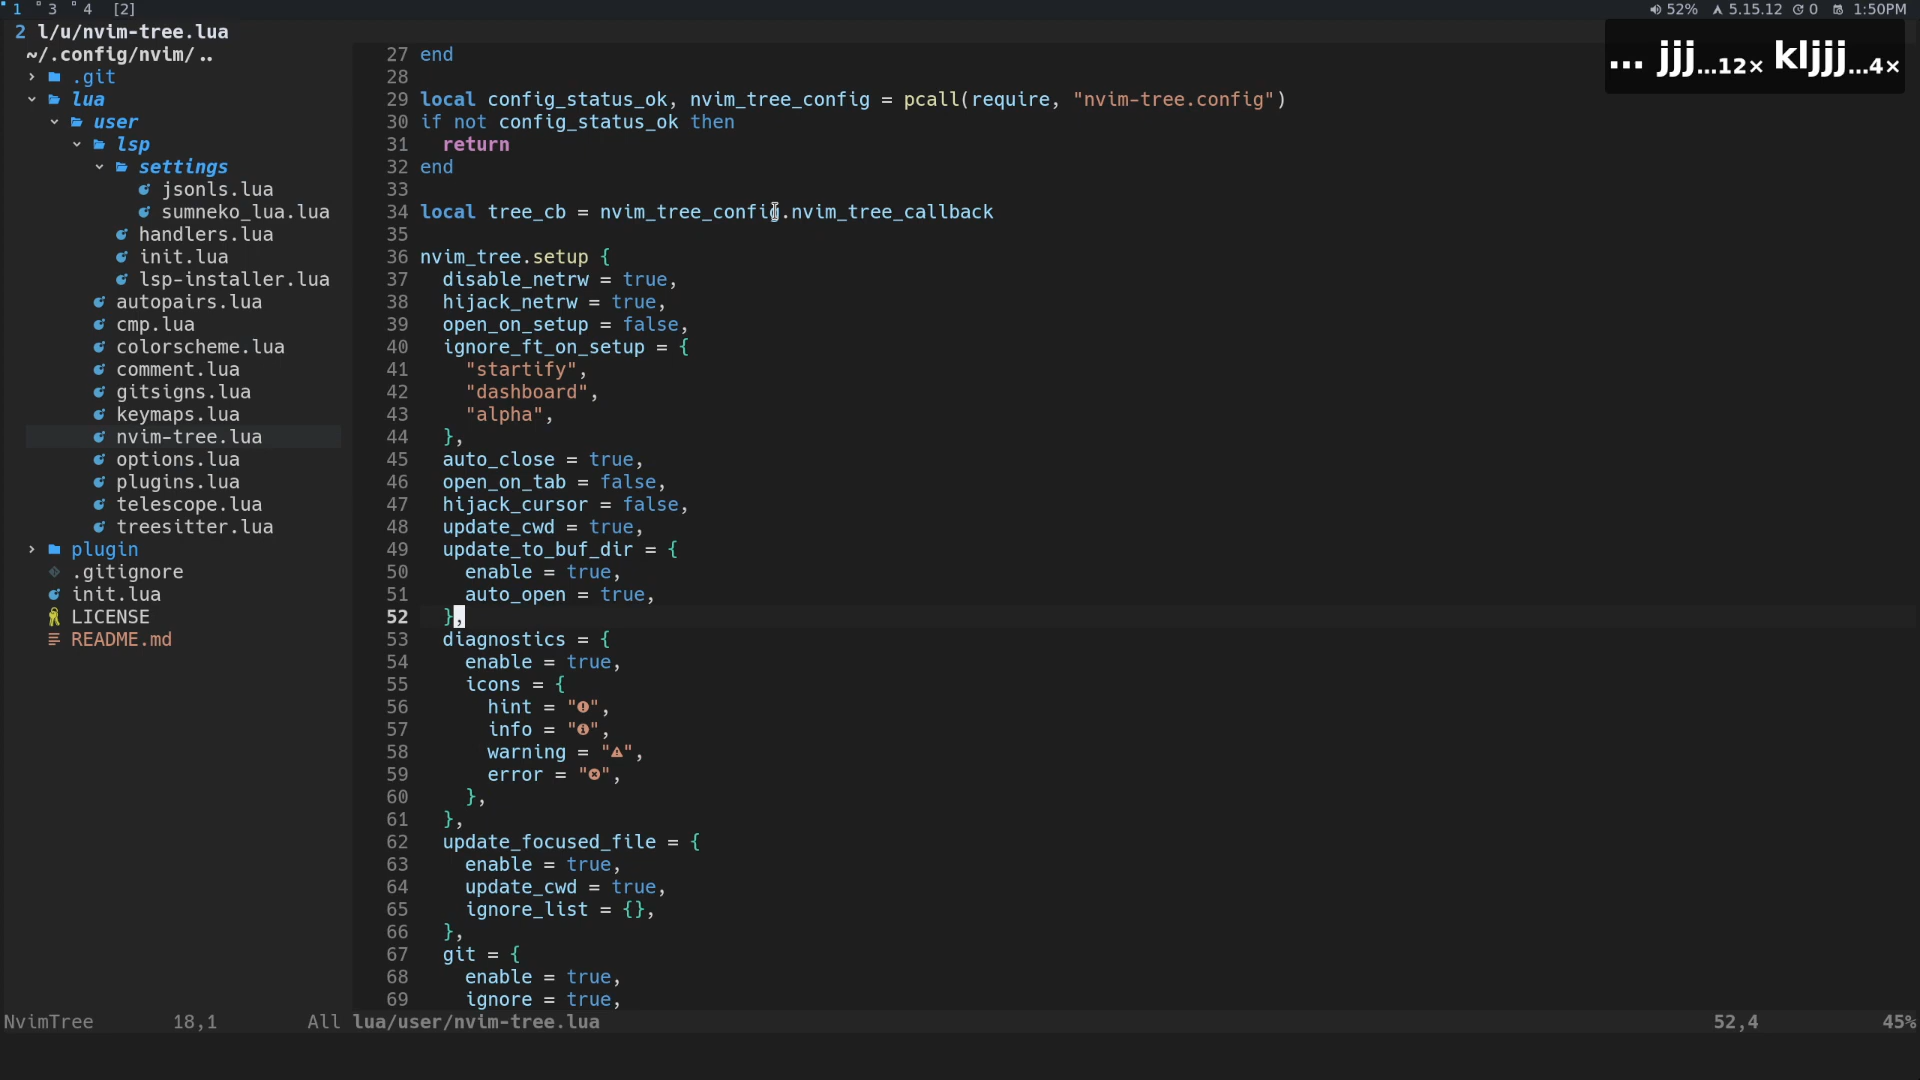 1 3 4 [2]
52% 5.15.12 0 1:50PM
2 l/u/nvim-tree.lua
... jjj...12× kljjj...4×
~/.config/nvim/..
.git
lua
user
lsp
settings
jsonls.lua
sumneko_lua.lua
handlers.lua
init.lua
lsp-installer.lua
autopairs.lua
cmp.lua
colorscheme.lua
comment.lua
gitsigns.lua
keymaps.lua
nvim-tree.lua
options.lua
plugins.lua
telescope.lua
treesitter.lua
plugin
.gitignore
init.lua
LICENSE
README.md
27 end
28
29 local config_status_ok, nvim_tree_config = pcall(require, "nvim-tree.config")
30 if not config_status_ok then
31   return
32 end
33
34 local tree_cb = nvim_tree_config.nvim_tree_callback
35
36 nvim_tree.setup {
37   disable_netrw = true,
38   hijack_netrw = true,
39   open_on_setup = false,
40   ignore_ft_on_setup = {
41     "startify",
42     "dashboard",
43     "alpha",
44   },
45   auto_close = true,
46   open_on_tab = false,
47   hijack_cursor = false,
48   update_cwd = true,
49   update_to_buf_dir = {
50     enable = true,
51     auto_open = true,
52   },
53   diagnostics = {
54     enable = true,
55     icons = {
56       hint = "",
57       info = "",
58       warning = "",
59       error = "",
60     },
61   },
62   update_focused_file = {
63     enable = true,
64     update_cwd = true,
65     ignore_list = {},
66   },
67   git = {
68     enable = true,
69     ignore = true,
NvimTree 18,1 All lua/user/nvim-tree.lua 52,4 45%